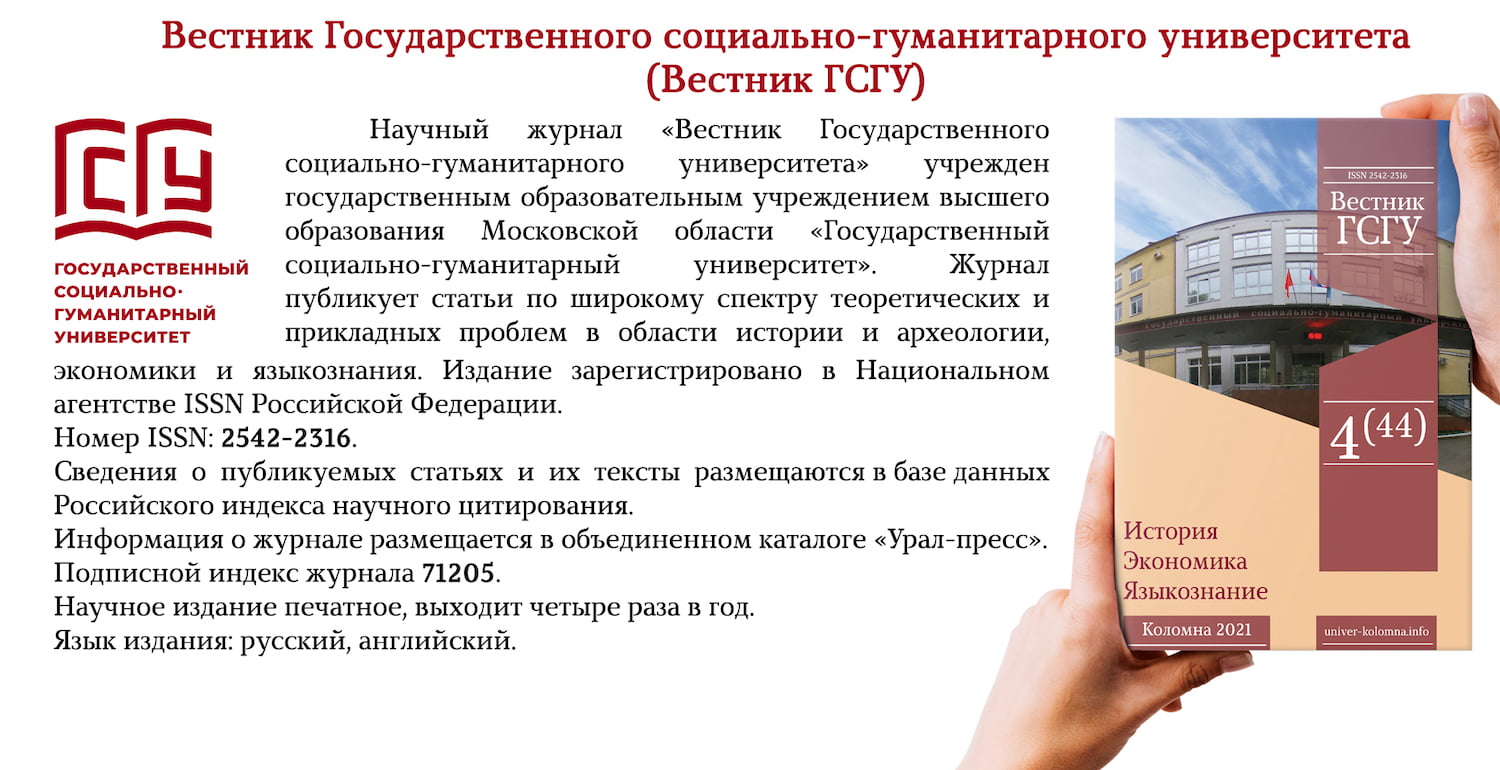 Вестник Государственного социально-гуманитарного университета
(Вестник ГСГУ)
ГСГУ
ГОСУДАРСТВЕННЫЙ
СОЦИАЛЬНО-
ГУМАНИТАРНЫЙ
УНИВЕРСИТЕТ
Научный журнал «Вестник Государственного
социально-гуманитарного университета» учрежден
государственным образовательным учреждением высшего
образования Московской области «Государственный
социально-гуманитарный университет». Журнал
публикует статьи по широкому спектру теоретических и
прикладных проблем в области истории и археологии,
экономики и языкознания. Издание зарегистрировано в Национальном
агентстве ISSN Российской Федерации.
Номер ISSN: 2542-2316.
Сведения о публикуемых статьях и их тексты размещаются в базе данных
Российского индекса научного цитирования.
Информация о журнале размещается в объединенном каталоге «Урал-пресс».
Подписной индекс журнала 71205.
Научное издание печатное, выходит четыре раза в год.
Язык издания: русский, английский.
ISSN 2542-2316
Вестник
ГСГУ
Государственный социально-гуманитарный
4(44)
История
Экономика
Языкознание
Коломна 2021
univer-kolomna.info